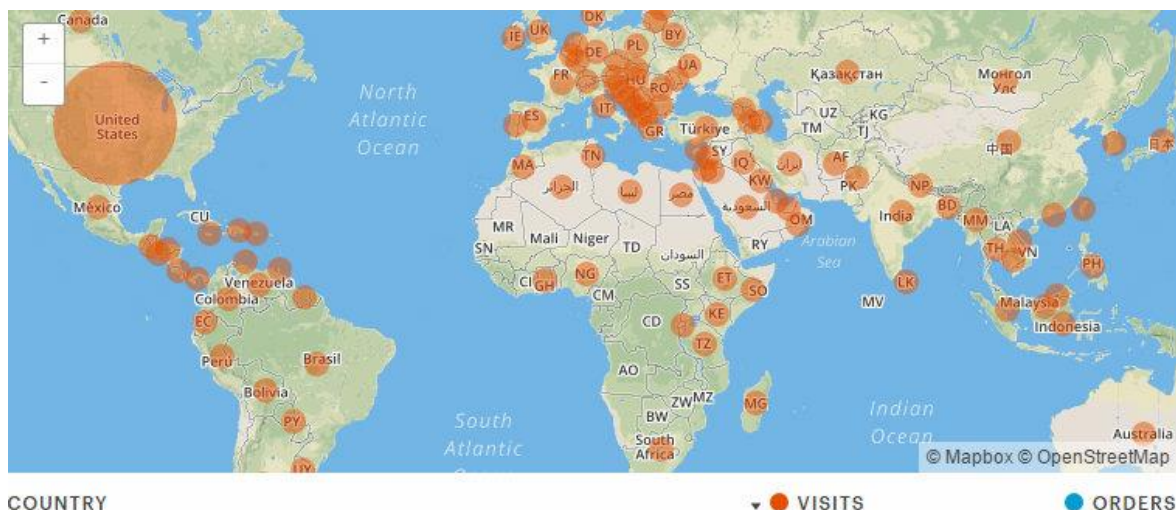 Canada
+
-
United
States
México
CU
Venezuela
Colombia
EC
Perú
Brasil
Bolivia
PY
UY
North
Atlantic
Ocean
South
Atlantic
IE
UK
DK
DE
PL
BY
FR
HU
UA
RO
ES
IT
GR
Türkiye
Қазақстан
Монгол
Улс
UZ
KG
TM
TJ
SY
IQ
ایران
AF
中国
日本
MA
TN
الجزائر
ليبيا
مصر
KW
السعودية
OM
PK
NP
BD
India
MM
LA
TH
VN
PH
MR
Mali
Niger
TD
السودان
RY
Arabian
Sea
SN
CI
GH
NG
CM
SS
ET
SO
LK
MV
Malaysia
Indonesia
CD
KE
TZ
AO
ZW
MZ
MG
BW
South
Africa
Indian
Ocean
Australia
© Mapbox © OpenStreetMap
COUNTRY
VISITS
ORDERS